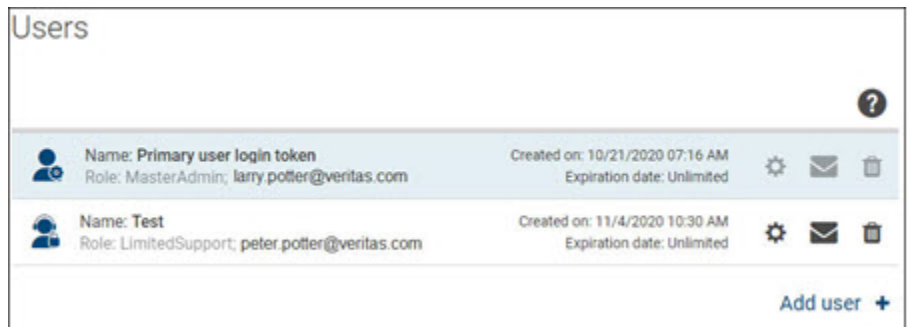 Users
?
Name: Primary user login token
Role: MasterAdmin; larry.potter@veritas.com
Created on: 10/21/2020 07:16 AM
Expiration date: Unlimited
Name: Test
Role: LimitedSupport; peter.potter@veritas.com
Created on: 11/4/2020 10:30 AM
Expiration date: Unlimited
Add user +